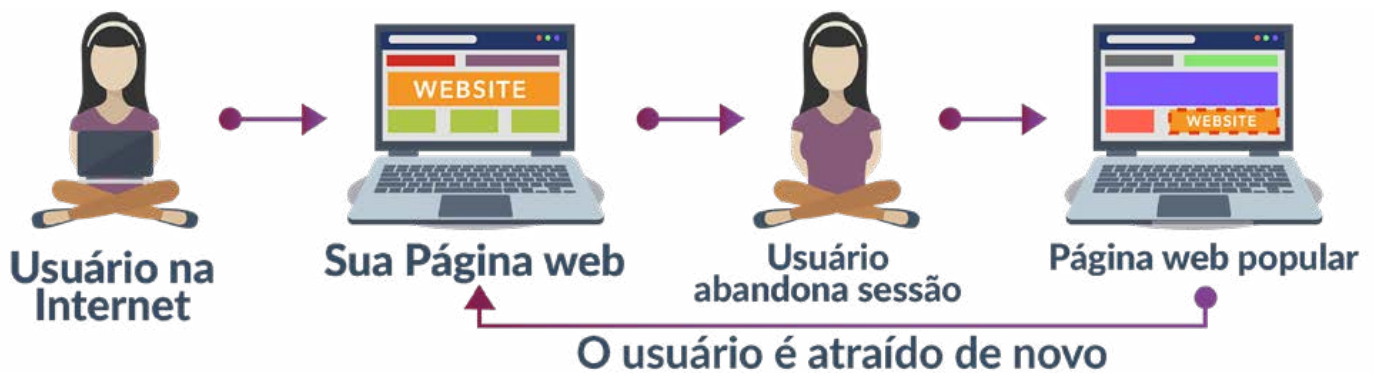 WEBSITE
WEBSITE
Usuário na
Internet
Sua Página web
Usuário
abandona sessão
Página web popular
O usuário é atraído de novo